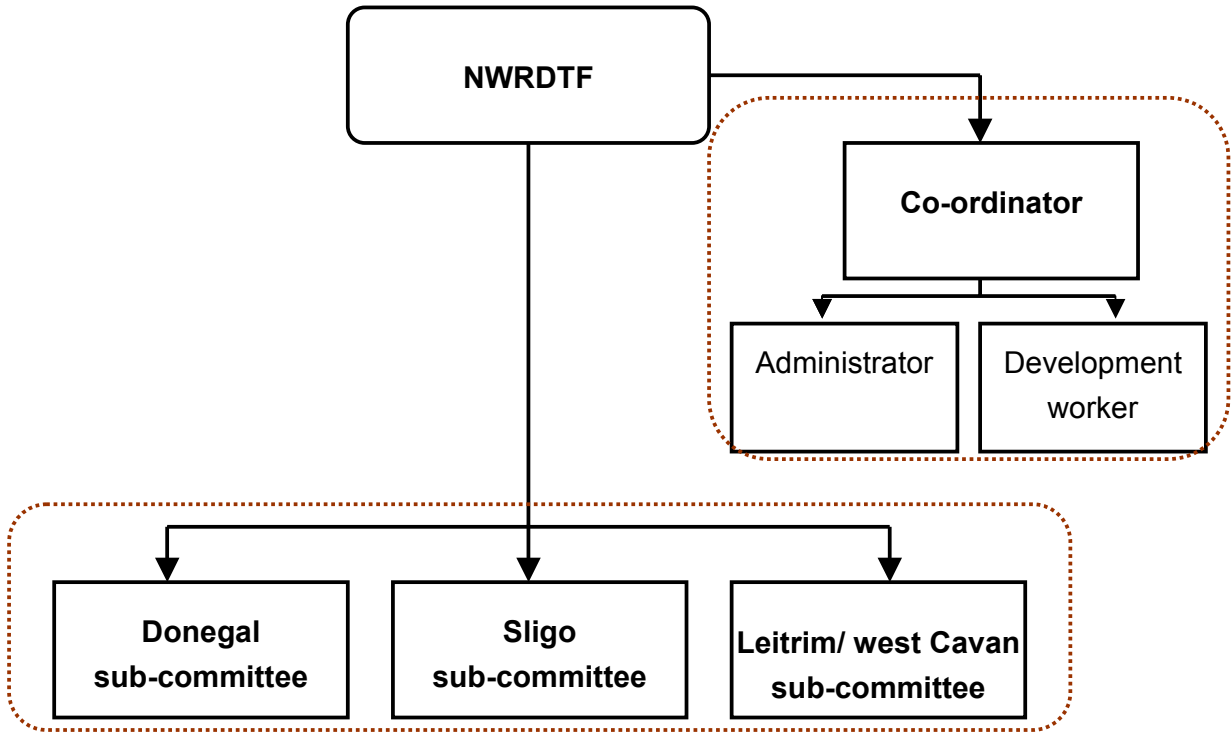 NWRDTF
Co-ordinator
Administrator
Development
worker
Donegal
sub-committee
Sligo
sub-committee
Leitrim/ west Cavan
sub-committee